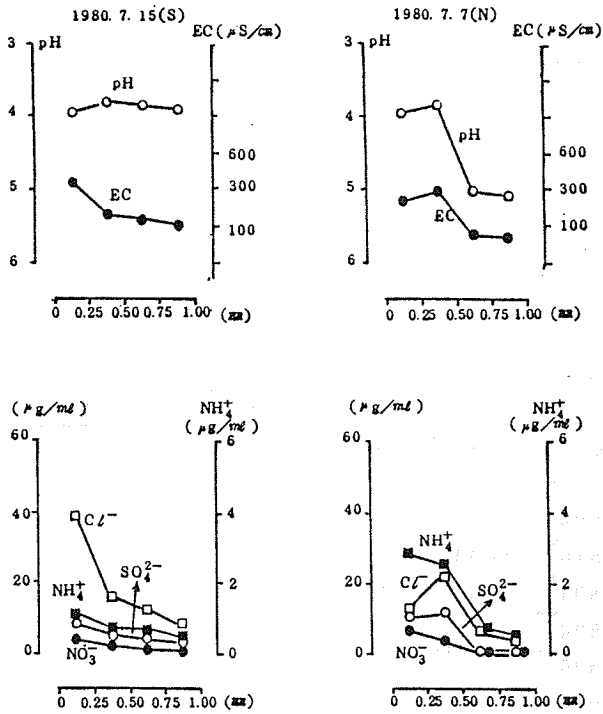 1980. 7. 15(S)
pH
EC(μS/cm)
3
4
5
6
pH
EC
600
300
100
0 0.25 0.50 0.75 1.00 (mm)
1980. 7. 7(N)
pH
EC(μS/cm)
3
4
5
6
pH
EC
600
300
100
0 0.25 0.50 0.75 1.00 (mm)
(μg/mℓ)
NH₄⁺
(μg/mℓ)
60
40
20
0
6
4
2
0
Cℓ⁻
SO₄²⁻
NH₄⁺
NO₃⁻
0 0.25 0.50 0.75 1.00 (mm)
(μg/mℓ)
NH₄⁺
(μg/mℓ)
60
40
20
0
6
4
2
0
NH₄⁺
Cℓ⁻
SO₄²⁻
NO₃⁻
0 0.25 0.50 0.75 1.00 (mm)